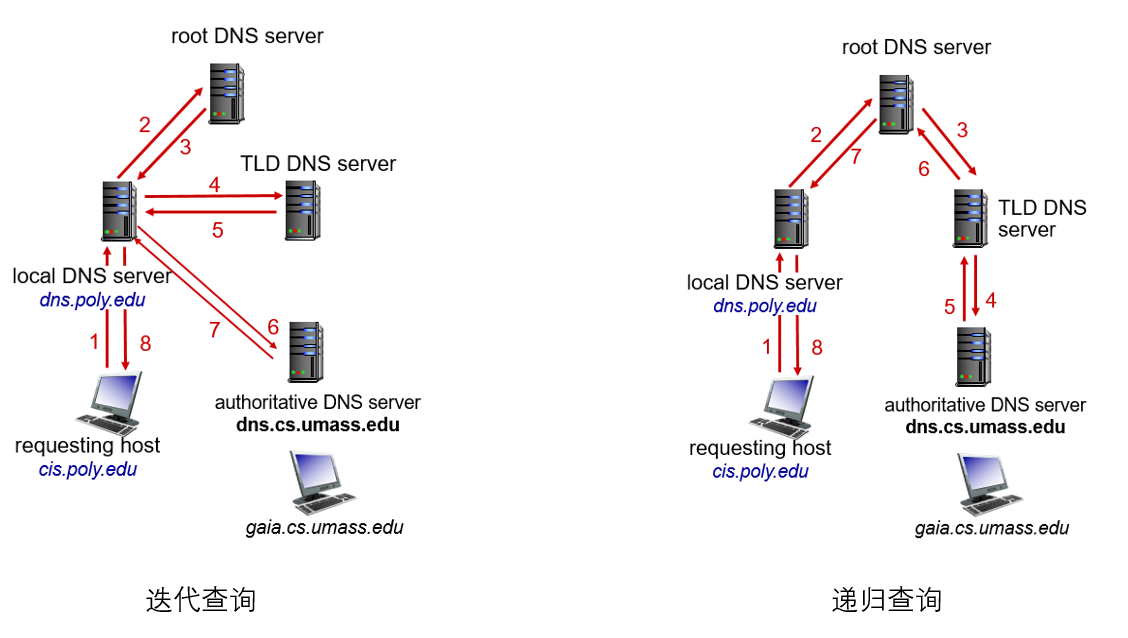 root DNS server
2
3
TLD DNS server
4
5
local DNS server
dns.poly.edu
6
7
1
8
authoritative DNS server
dns.cs.umass.edu
requesting host
cis.poly.edu
gaia.cs.umass.edu
迭代查询
root DNS server
2
3
7
6
TLD DNS
server
local DNS server
dns.poly.edu
5
4
1
8
authoritative DNS server
dns.cs.umass.edu
requesting host
cis.poly.edu
gaia.cs.umass.edu
递归查询